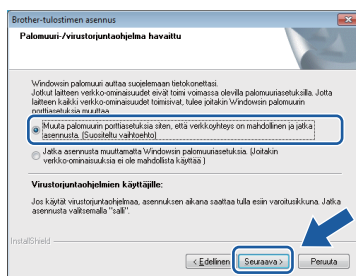 Brother-tulostimen asennus
Palomuuri-/virustorjuntaohjelma havaittu
Windowsin palomuuri auttaa suojelemaan tietokonettasi.
Jotkut laitteen verkko-ominaisuudet eivät toimi voimassa olevilla palomuuriasetuksilla. Jotta
laitteen kaikki verkko-ominaisuudet toimisivat, tulee joitakin Windowsin palomuurin
porttiasetuksia muuttaa.
Muuta palomuurin porttiasetuksia siten, että verkkoyhteys on mahdollinen ja jatka
asennusta. (Suositeltu vaihtoehto)
Jatka asennusta muuttamatta Windowsin palomuuriasetuksia. (Joitakin
verkko-ominaisuuksia ei ole mahdollista käyttää )
Virustorjuntaohjelmien käyttäjille:
Jos käytät virustorjuntaohjelmaa, asennuksen aikana saattaa tulla esiin varoitusikkuna. Jatka
asennusta valitsemalla "salli".
InstallShield
< Edellinen
Seuraava >
Peruuta